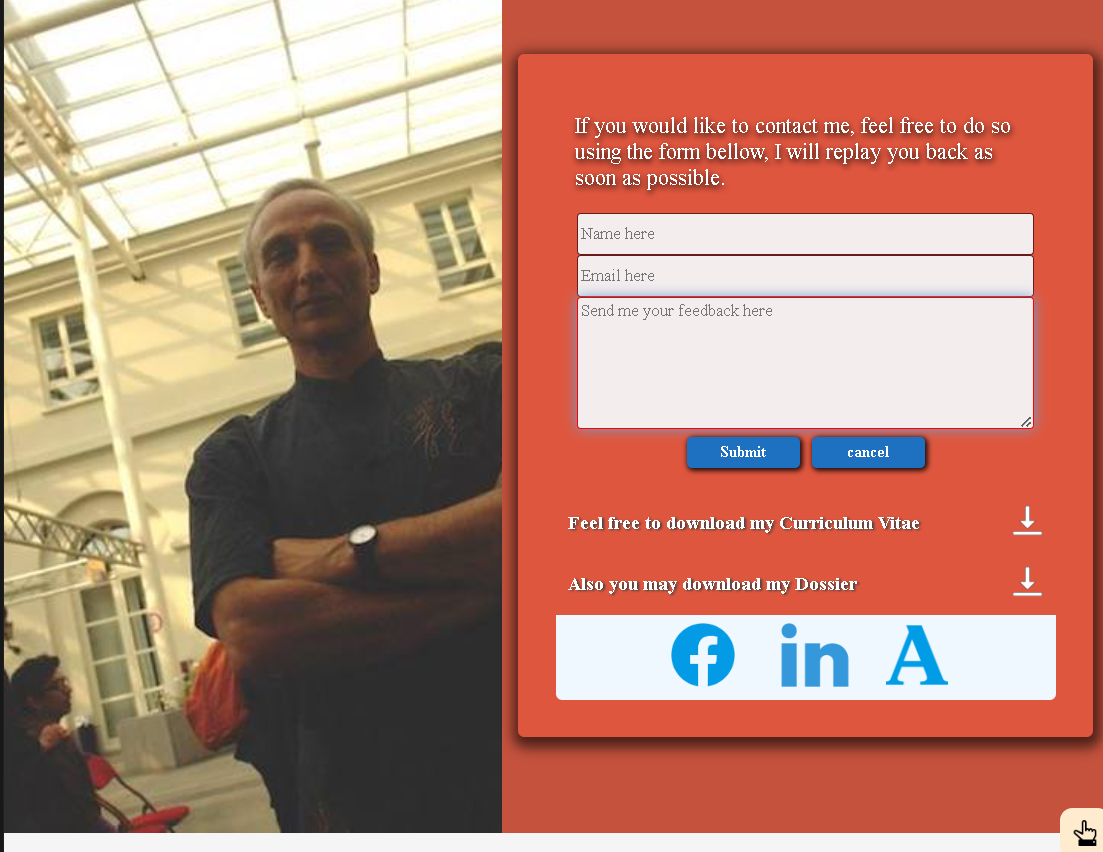 If you would like to contact me, feel free to do so
using the form bellow, I will replay you back as
soon as possible.
Name here
Email here
Send me your feedback here
Submit
cancel
Feel free to download my Curriculum Vitae
Also you may download my Dossier
f in A